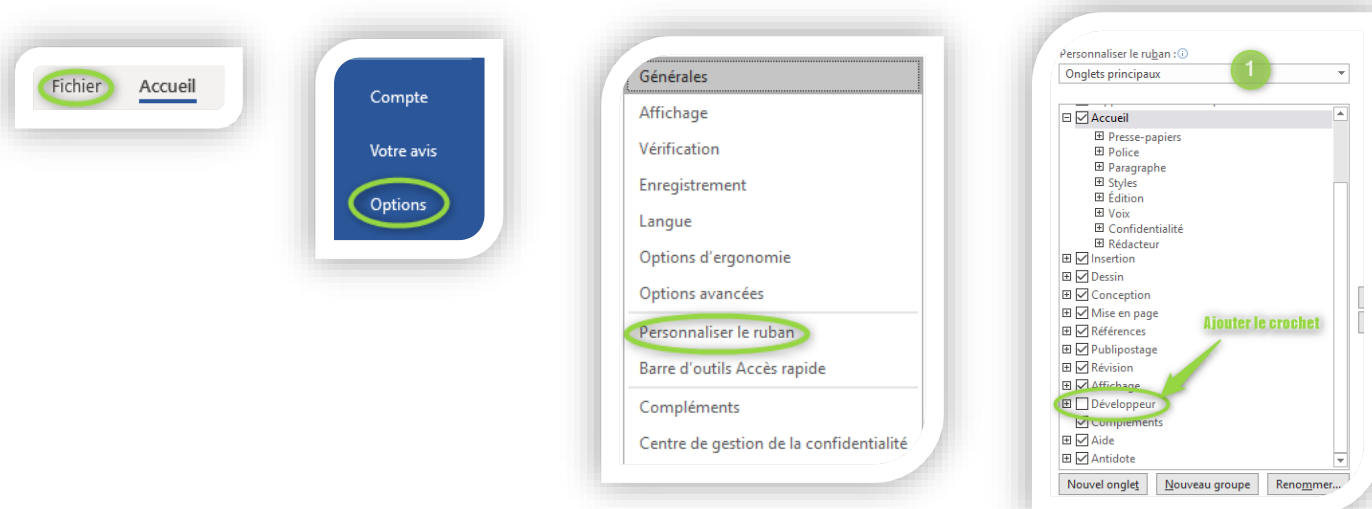 Fichier Accueil
Compte
Votre avis
Options
Générales
Affichage
Vérification
Enregistrement
Langue
Options d'ergonomie
Options avancées
Personnaliser le ruban
Barre d'outils Accès rapide
Compléments
Centre de gestion de la confidentialité
Personnaliser le ruban :
Onglets principaux
1
Accueil
Presse-papiers
Police
Paragraphe
Styles
Édition
Voix
Confidentialité
Rédacteur
Insertion
Dessin
Conception
Mise en page
Références
Publipostage
Révision
Affichage
Développeur
Compléments
Aide
Antidote
Ajouter le crochet
Nouvel onglet Nouveau groupe Renommer...